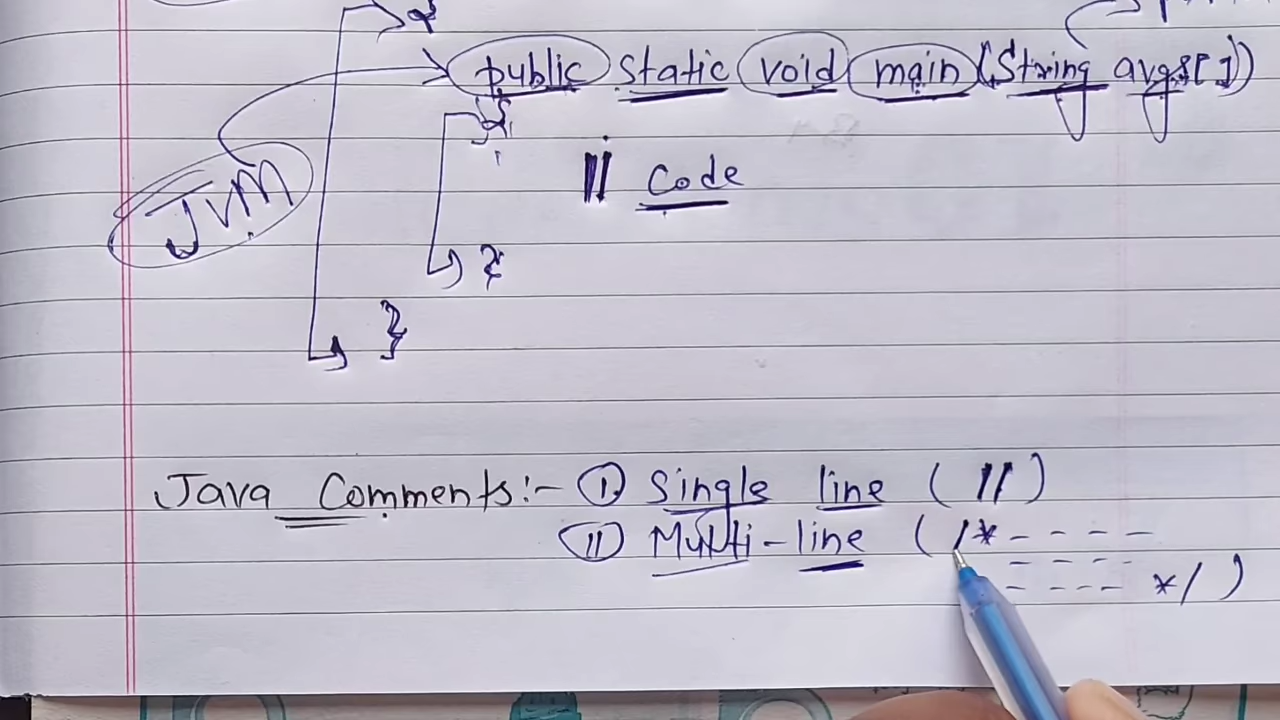 {
public static void main (String args[])
{
// Code
JVM
}
}
Java Comments:- (i) Single line ( // )
(ii) Multi-line ( /* - - - -
- - - -
- - - - */ )